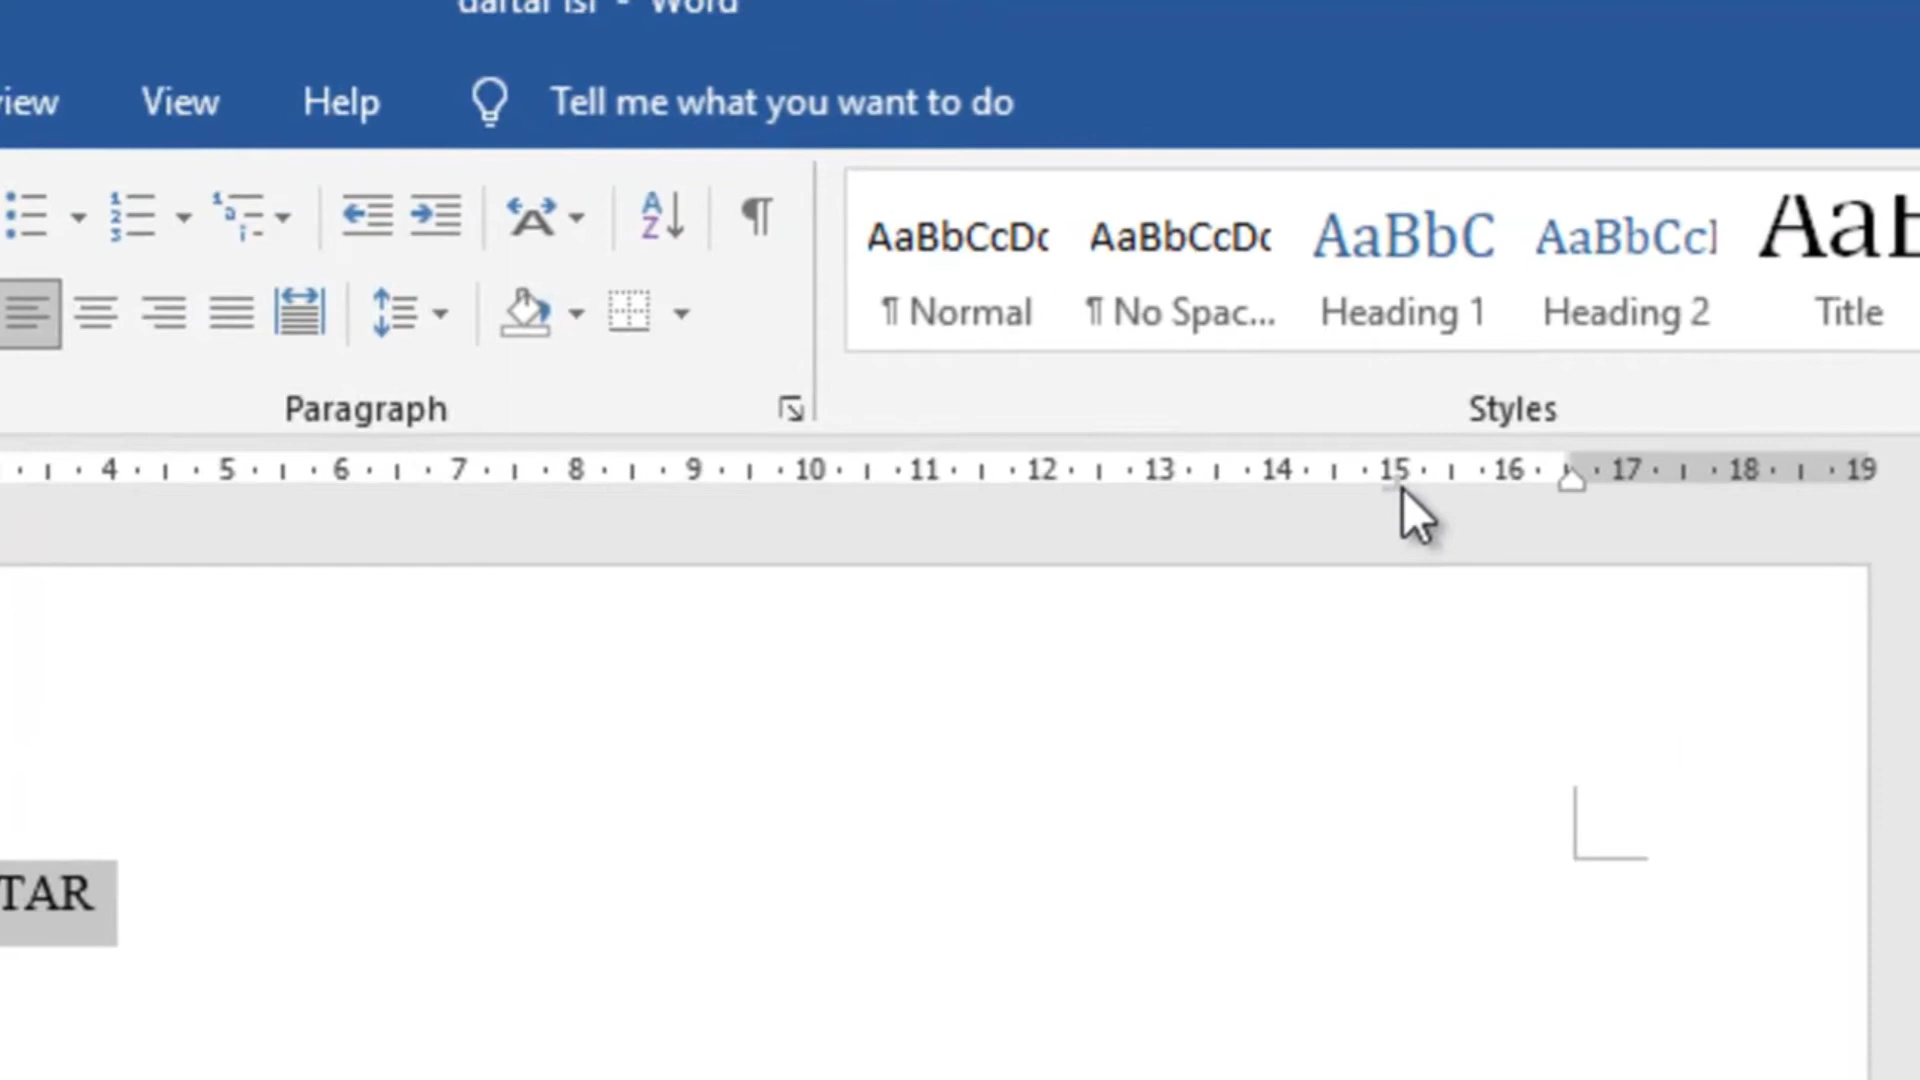 daftar isi - Word
view View Help Tell me what you want to do
AaBbCcDc AaBbCcDc AaBbC AaBbCcl AaB
¶ Normal ¶ No Spac... Heading 1 Heading 2 Title
Paragraph Styles
4 5 6 7 8 9 10 11 12 13 14 15 16 17 18 19
TAR